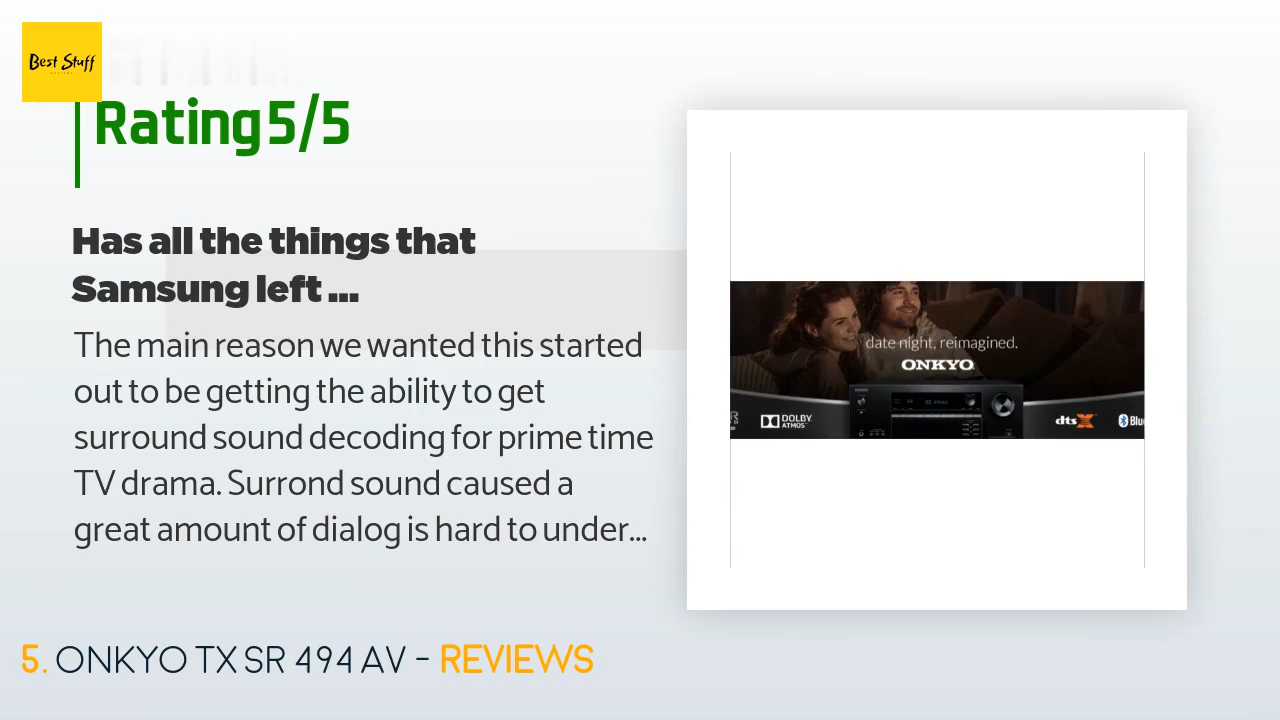 Best Stuff
Rating 5/5
Has all the things that
Samsung left ...
The main reason we wanted this started
out to be getting the ability to get
surround sound decoding for prime time
TV drama. Surrond sound caused a
great amount of dialog is hard to under...
date night, reimagined.
ONKYO
DOLBY
ATMOS
dts X
Blu
5. ONKYO TX SR 494 AV - REVIEWS